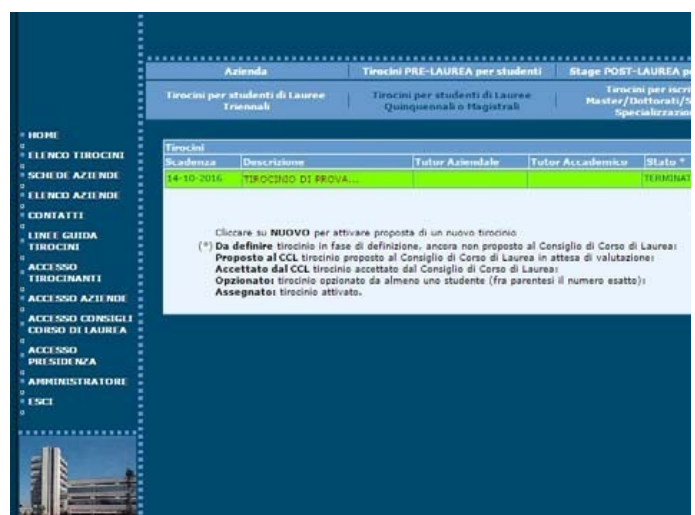 Azienda
Tirocini PRE-LAUREA per studenti
Stage POST-LAUREA pe
Tirocini per studenti di Lauree
Triennali
Tirocini per studenti di Lauree
Quinquennali o Magistrali
Tirocini per iscri
Master/Dottorati/S
Specializzazion
HOME
ELENCO TIROCINI
SCHEDE AZIENDE
ELENCO AZIENDE
CONTATTI
LINEE GUIDA
TIROCINI
ACCESSO
TIROCINANTI
ACCESSO AZIENDE
ACCESSO CONSIGLI
CORSO DI LAUREA
ACCESSO
PRESIDENZA
AMMINISTRATORE
ESCI
Tirocini
Scadenza Descrizione Tutor Aziendale Tutor Accademico Stato *
14-10-2016 TIROCINIO DI PROVA... TERMINAT
Cliccare su NUOVO per attivare proposta di un nuovo tirocinio
(*) Da definire tirocinio in fase di definizione, ancora non proposto al Consiglio di Corso di Laurea;
Proposto al CCL tirocinio proposto al Consiglio di Corso di Laurea in attesa di valutazione;
Accettato dal CCL tirocinio accettato dal Consiglio di Corso di Laurea;
Opzionato: tirocinio opzionato da almeno uno studente (fra parentesi il numero esatto);
Assegnato: tirocinio attivato.